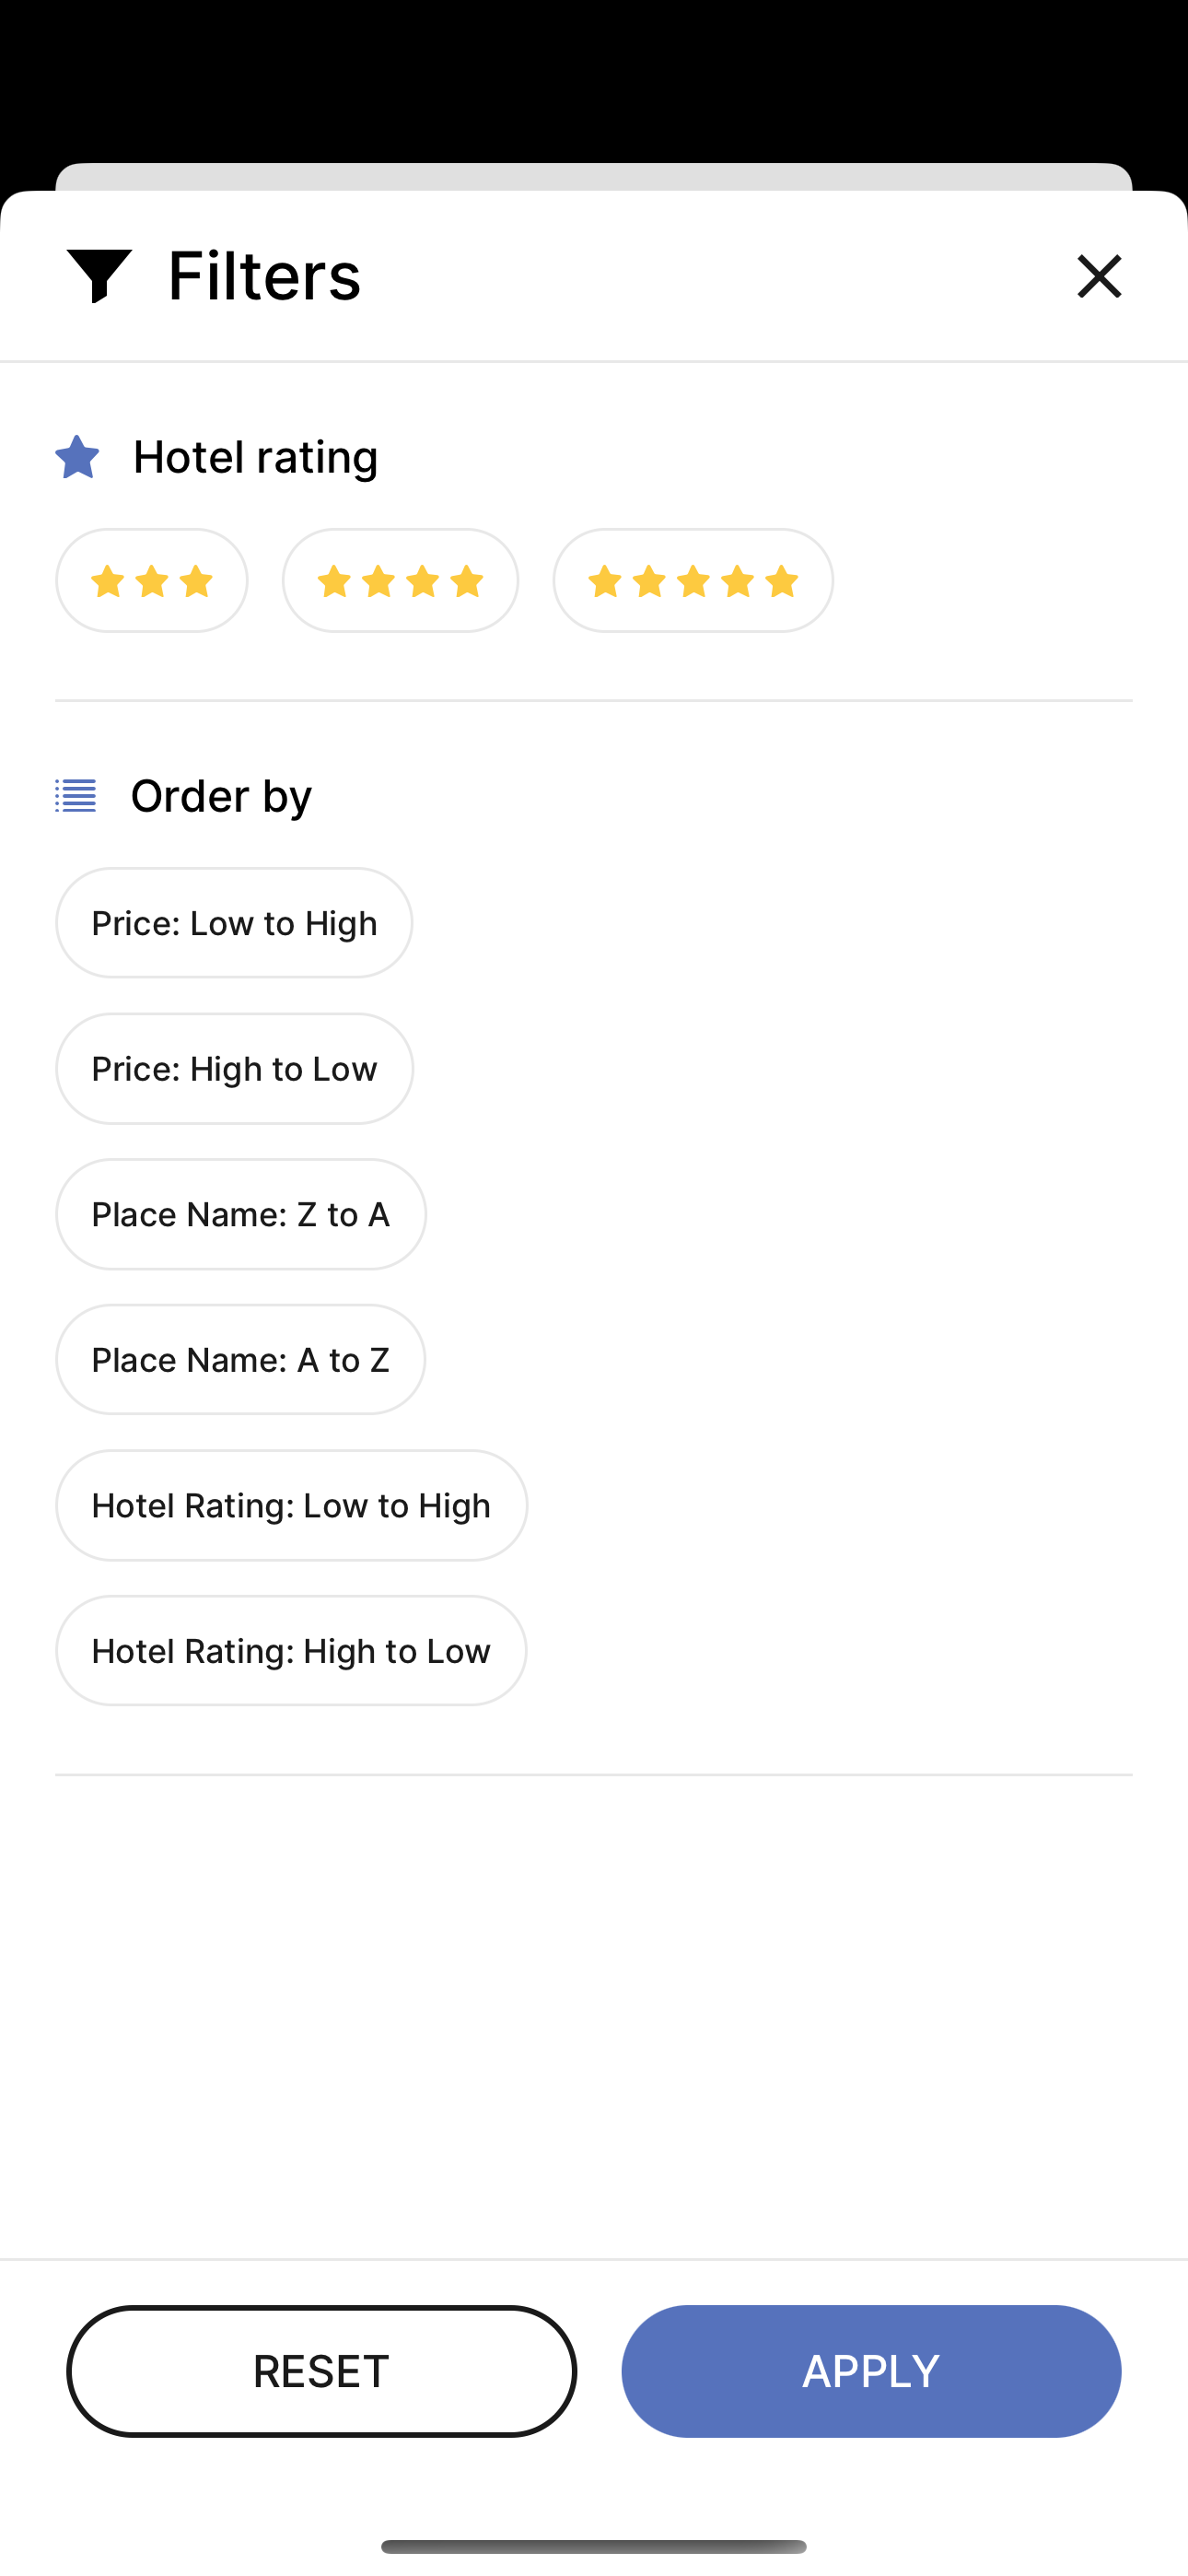 Filters
Hotel rating
Order by
Price: Low to High
Price: High to Low
Place Name: Z to A
Place Name: A to Z
Hotel Rating: Low to High
Hotel Rating: High to Low
RESET
APPLY